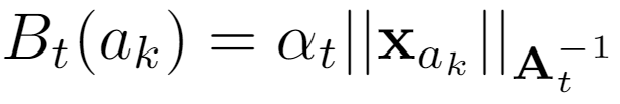 B_t(a_k) = α_t||𝐱_{a_k}||_{𝐀_t^{-1}}